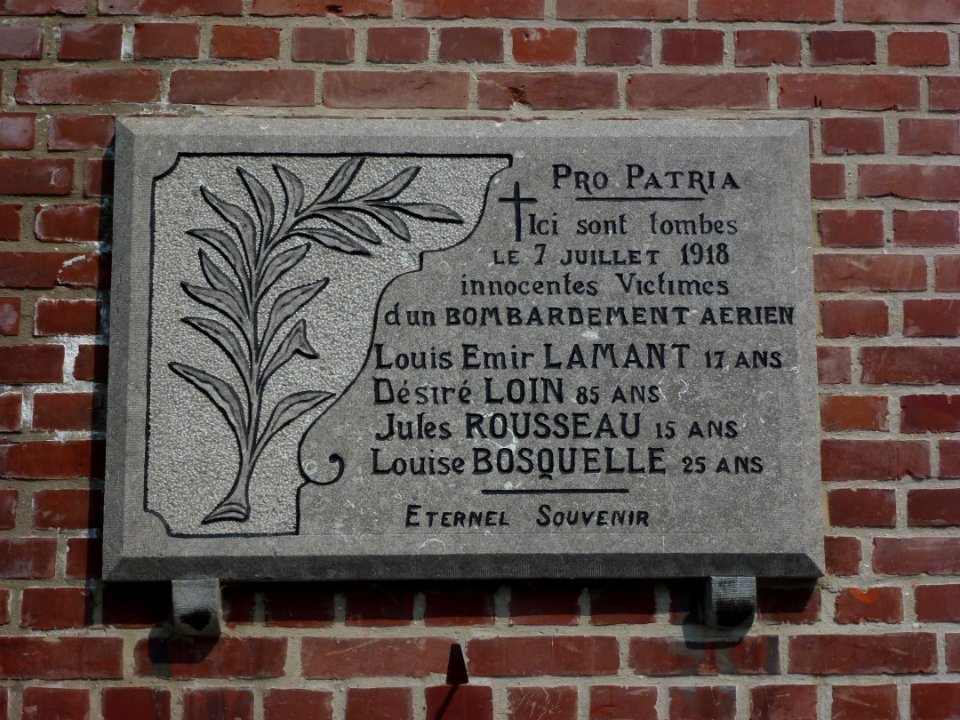 PRO PATRIA
Ici sont tombes
LE 7 JUILLET 1918
innocentes Victimes
d'un BOMBARDEMENT AERIEN
Louis Emir LAMANT 17 ANS
Désiré LOIN 85 ANS
Jules ROUSSEAU 15 ANS
Louise BOSQUELLE 25 ANS
ETERNEL SOUVENIR